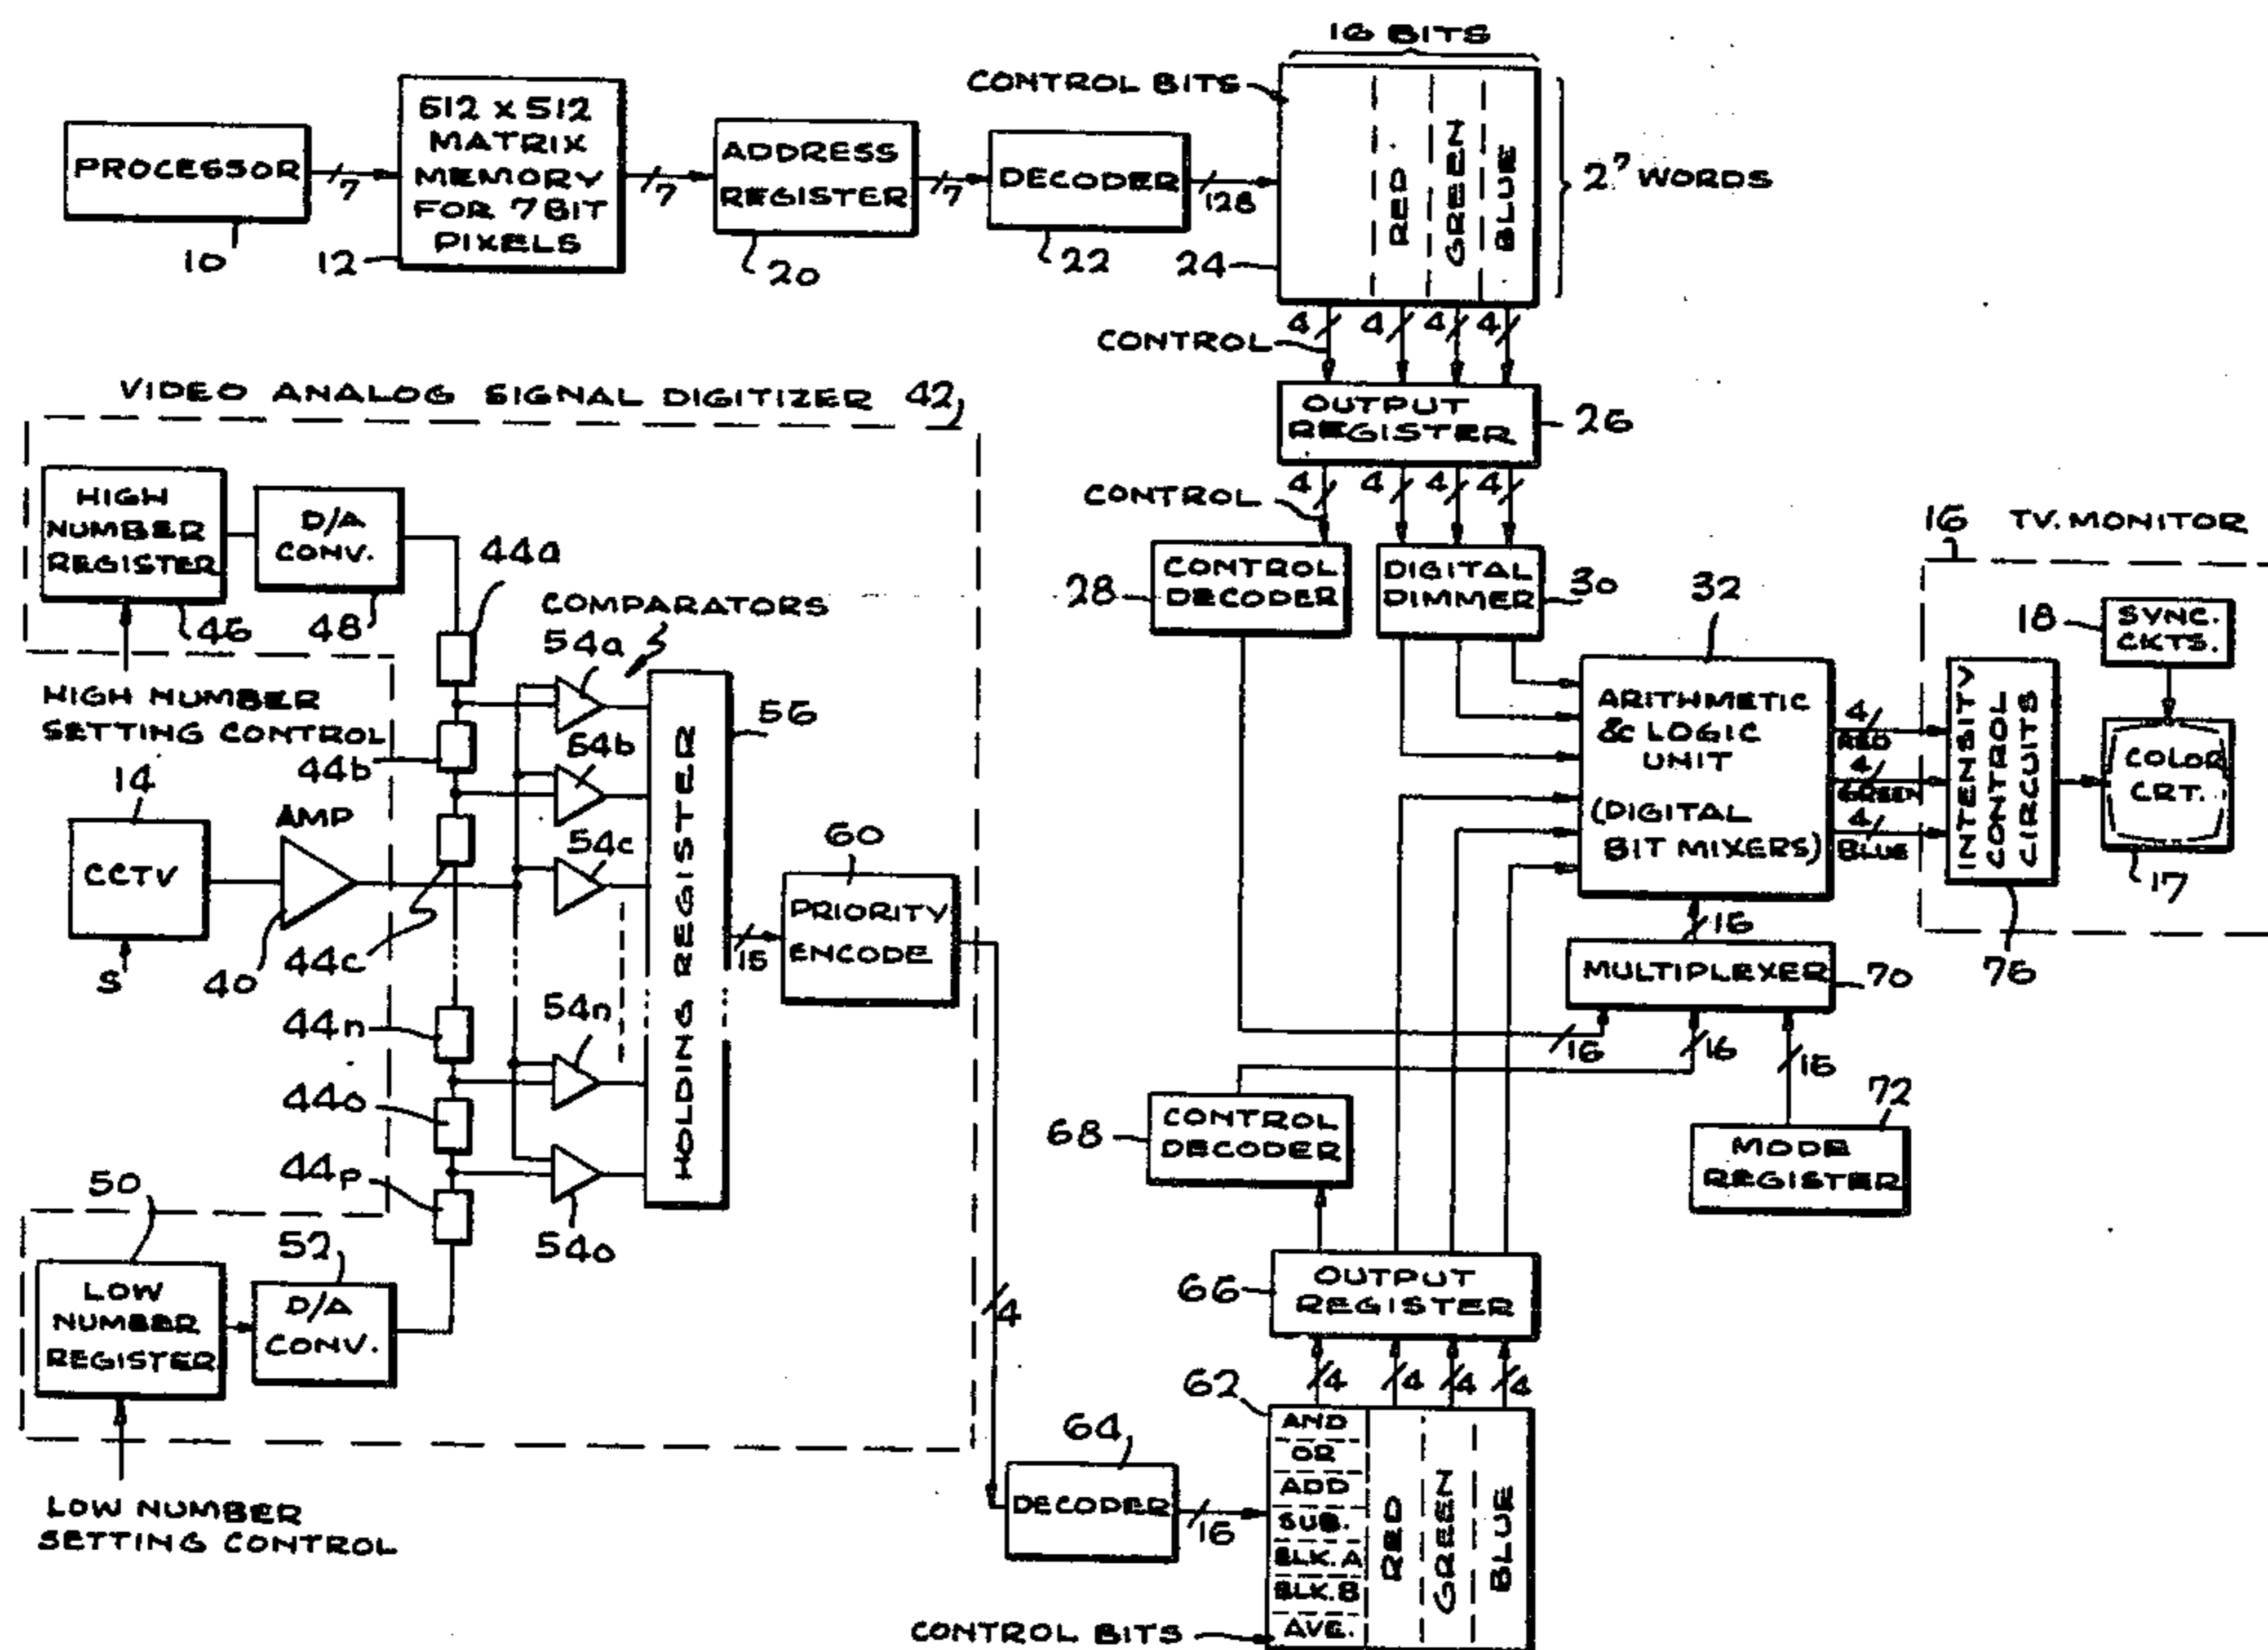 16 BITS
CONTROL BITS
PROCESSOR
7
10
512 x 512
MATRIX
MEMORY
FOR 7 BIT
PIXELS
12
7
ADDRESS
REGISTER
20
7
DECODER
22
128
24
RED
GREEN
BLUE
2⁷ WORDS
4
4
4
4
CONTROL
OUTPUT
REGISTER
26
4
4
4
4
CONTROL
CONTROL
DECODER
28
DIGITAL
DIMMER
30
VIDEO ANALOG SIGNAL DIGITIZER 42
HIGH
NUMBER
REGISTER
46
D/A
CONV.
48
44a
COMPARATORS
54a
HIGH NUMBER
SETTING CONTROL
44b
54b
56
14
CCTV
S
AMP
40
44c
54c
HOLDING REGISTER
15
60
PRIORITY
ENCODE
44n
54n
44o
44p
54o
50
LOW
NUMBER
REGISTER
52
D/A
CONV.
LOW NUMBER
SETTING CONTROL
4
32
ARITHMETIC
& LOGIC
UNIT
(DIGITAL
BIT MIXERS)
4
RED
4
GREEN
4
BLUE
16 TV. MONITOR
18
SYNC.
CKTS.
INTENSITY
CONTROL
CIRCUITS
76
COLOR
CRT.
17
16
MULTIPLEXER
70
16
16
16
CONTROL
DECODER
68
72
MODE
REGISTER
OUTPUT
REGISTER
66
4
4
4
4
62
64
DECODER
16
AND
OR
ADD
SUB.
BLK. A
BLK. B
AVE.
RED
GREEN
BLUE
CONTROL BITS